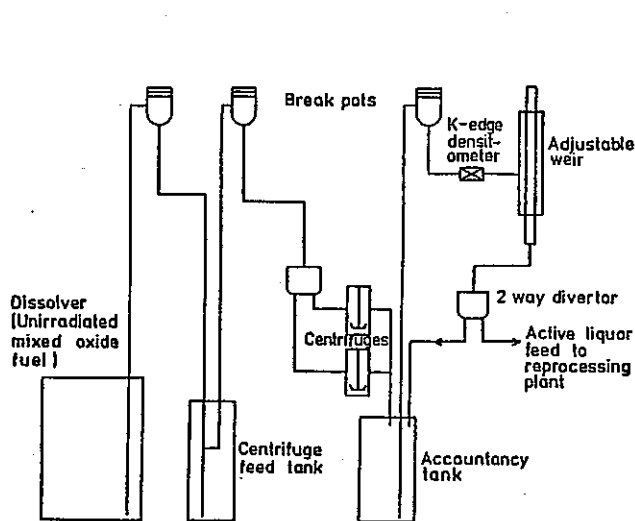 Break pots
K-edge
densit-
ometer
Adjustable
weir
Dissolver
(Unirradiated
mixed oxide
fuel)
2 way divertor
Centrifuges
Active liquor
feed to
reprocessing
plant
Centrifuge
feed tank
Accountancy
tank